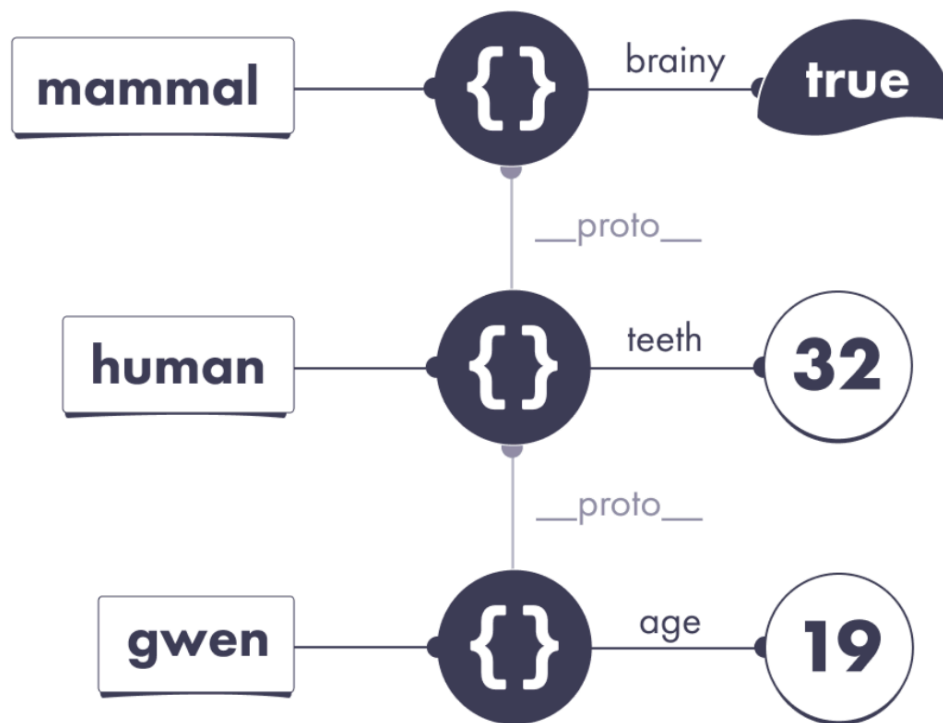 mammal {} brainy true
__proto__
human {} teeth 32
__proto__
gwen {} age 19